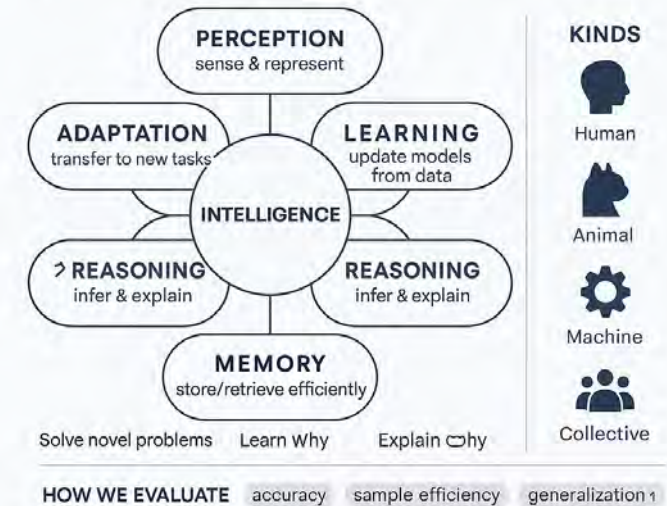 PERCEPTION
sense & represent
ADAPTATION
transfer to new tasks
LEARNING
update models
from data
INTELLIGENCE
REASONING
infer & explain
REASONING
infer & explain
MEMORY
store/retrieve efficiently
Solve novel problems
Learn Why
Explain
KINDS
Human
Animal
Machine
Collective
HOW WE EVALUATE accuracy sample efficiency generalization 1